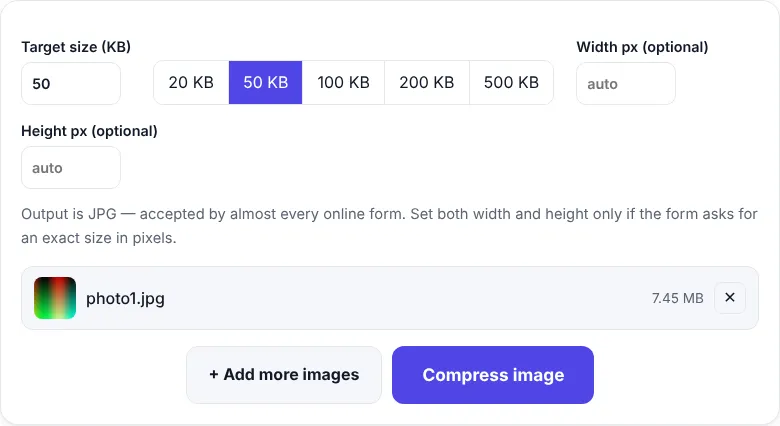 Target size (KB)
50
20 KB 50 KB 100 KB 200 KB 500 KB
Width px (optional)
auto
Height px (optional)
auto
Output is JPG — accepted by almost every online form. Set both width and height only if the form asks for
an exact size in pixels.
photo1.jpg 7.45 MB ✕
+ Add more images Compress image